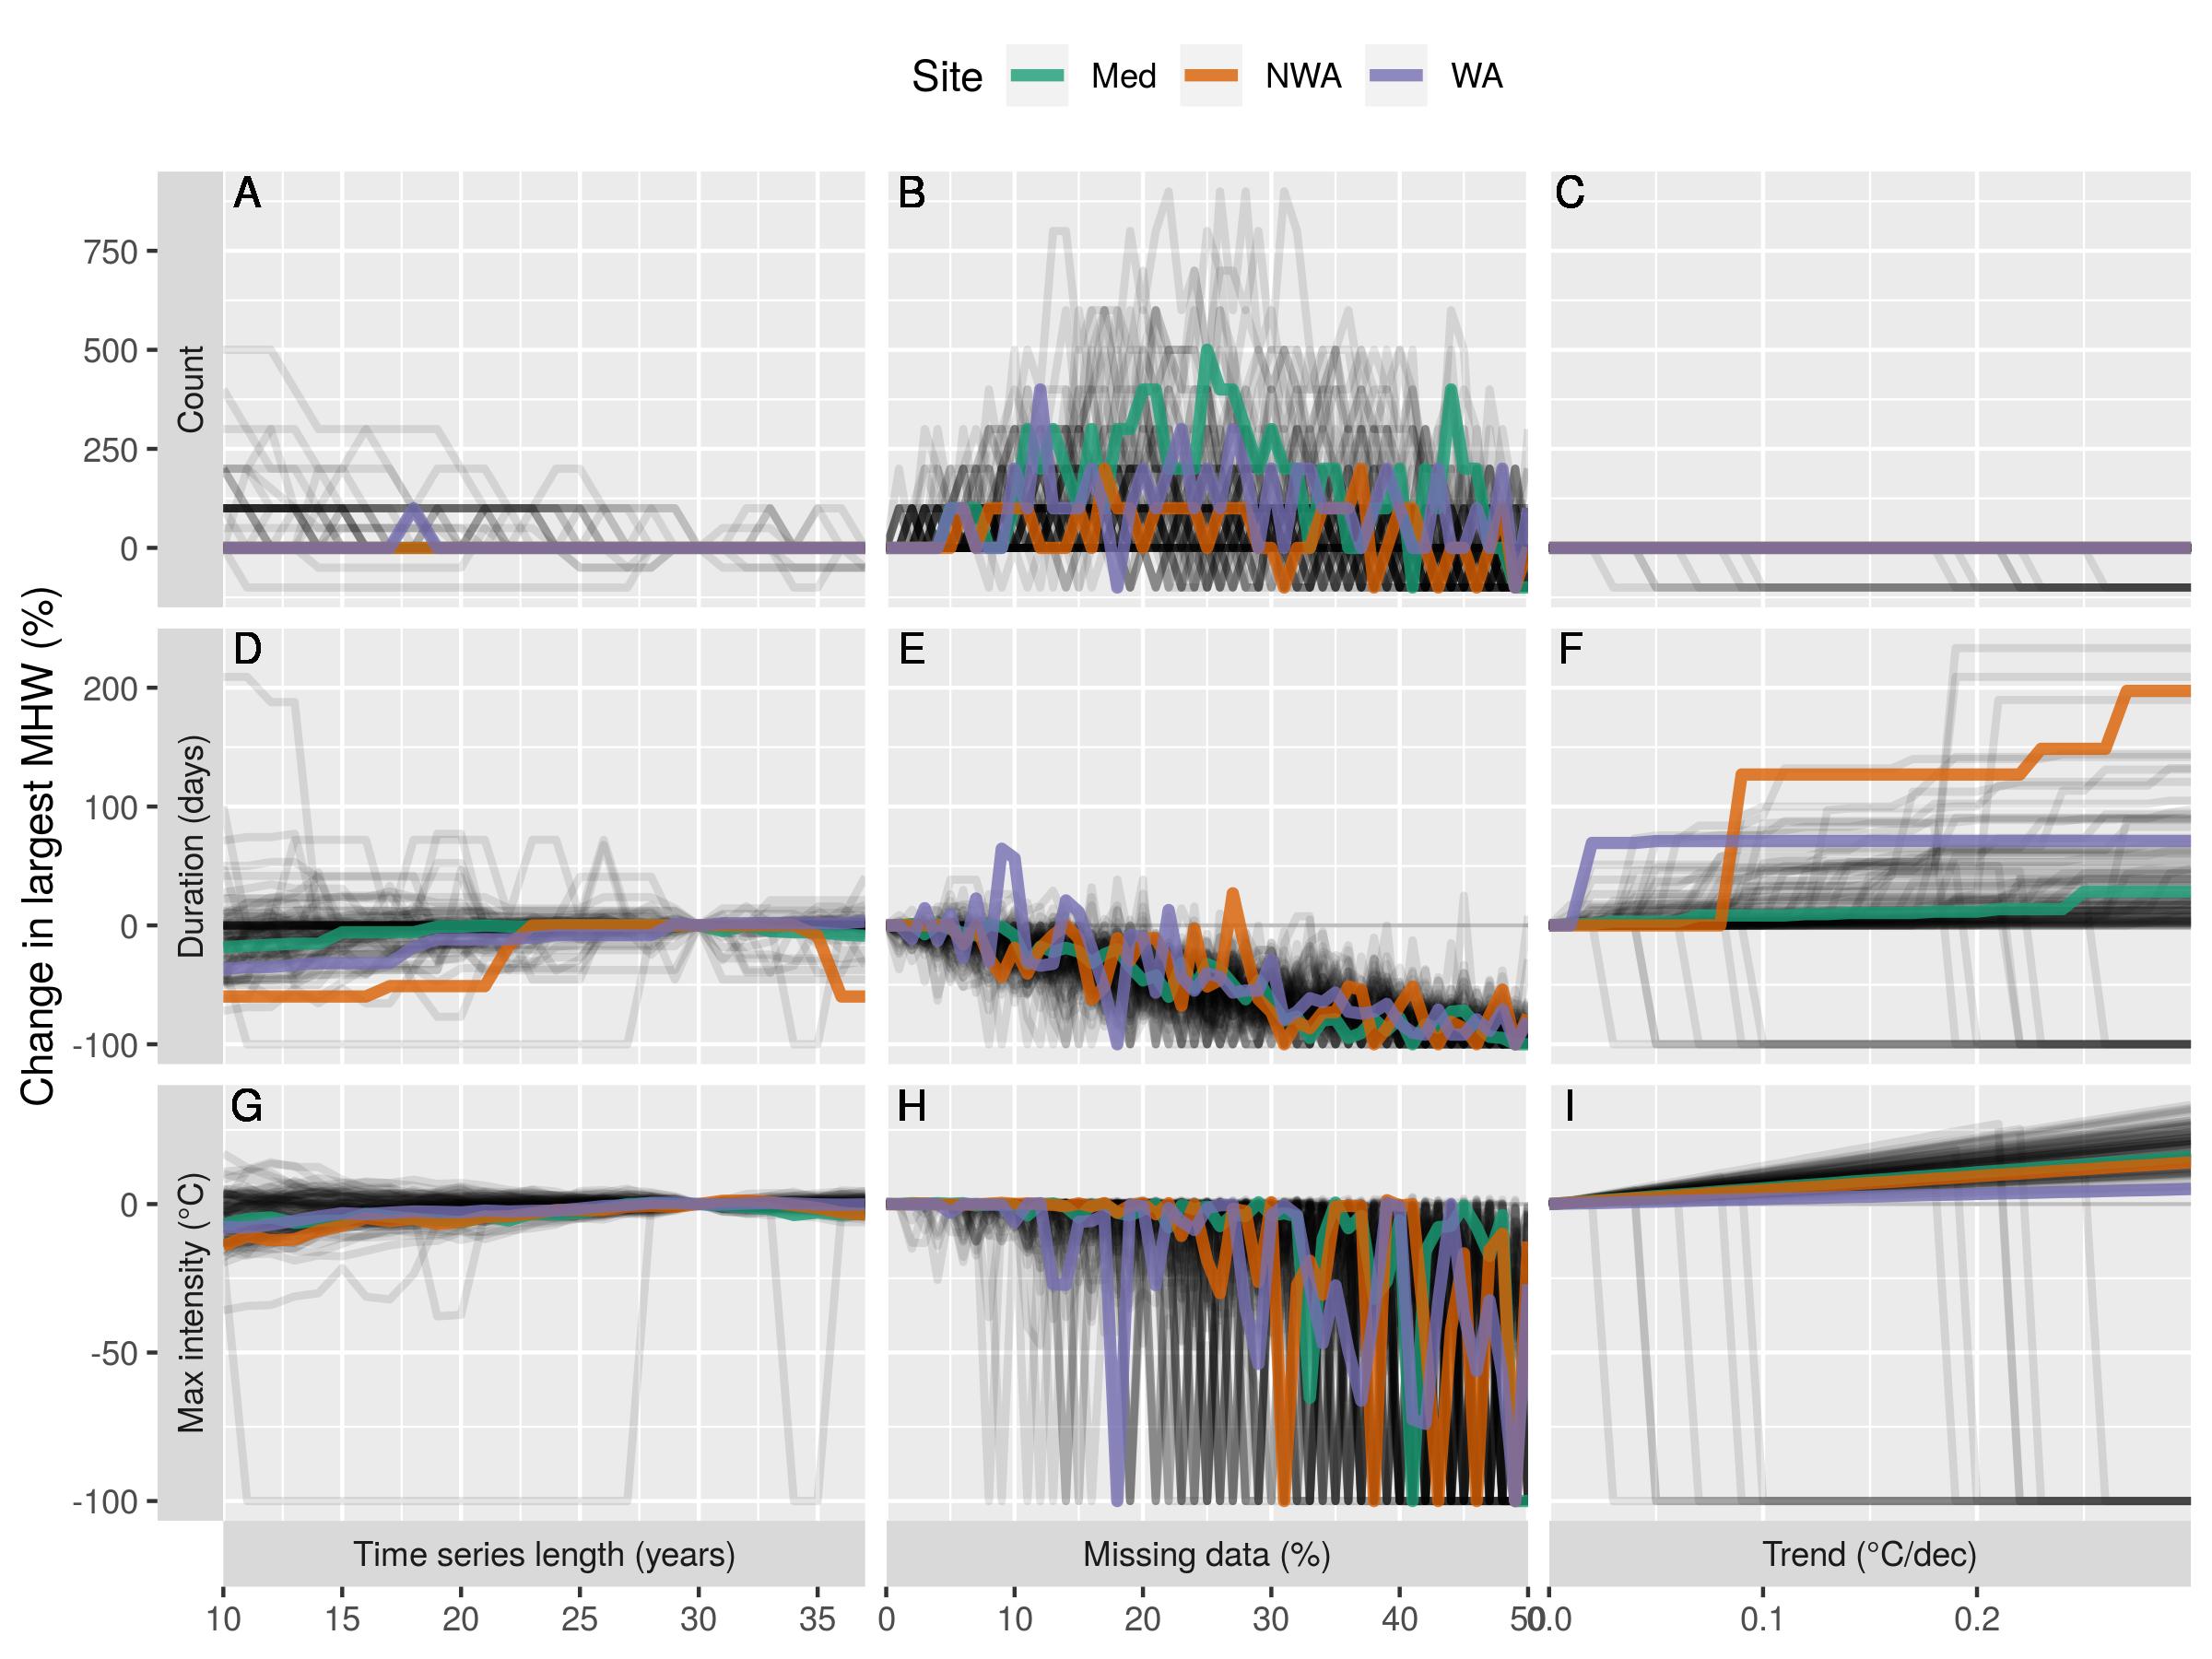 Site Med NWA WA
Change in largest MHW (%)
A B C
Count
750
500
250
0
D E F
Duration (days)
200
100
0
-100
G H I
Max intensity (°C)
0
-50
-100
Time series length (years) Missing data (%) Trend (°C/dec)
10 15 20 25 30 35 0 10 20 30 40 50 0.0 0.1 0.2